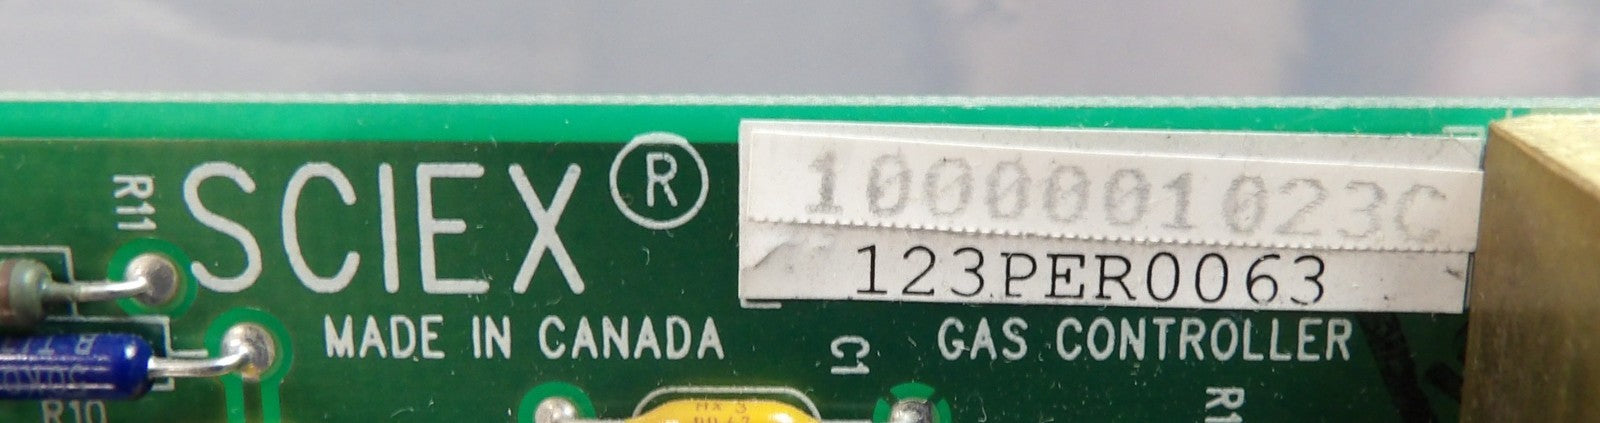 SCIEX®
1000001023C
123PER0063
MADE IN CANADA
GAS CONTROLLER
R11
C1
R10